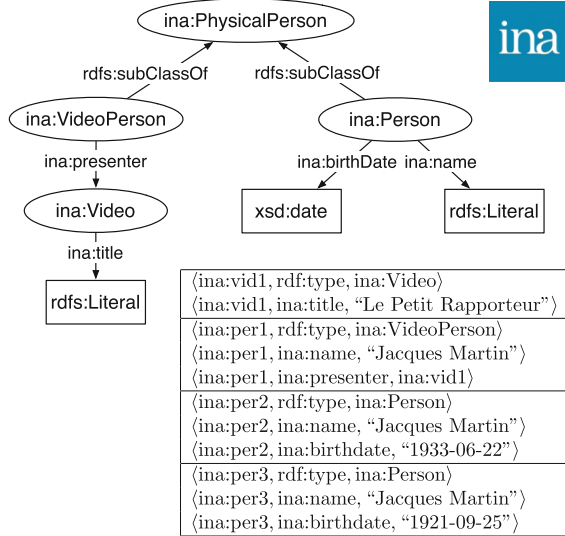 ina:PhysicalPerson
ina
rdfs:subClassOf
rdfs:subClassOf
ina:VideoPerson
ina:Person
ina:presenter
ina:birthDate
ina:name
ina:Video
xsd:date
rdfs:Literal
ina:title
rdfs:Literal
⟨ina:vid1, rdf:type, ina:Video⟩
⟨ina:vid1, ina:title, “Le Petit Rapporteur”⟩
⟨ina:per1, rdf:type, ina:VideoPerson⟩
⟨ina:per1, ina:name, “Jacques Martin”⟩
⟨ina:per1, ina:presenter, ina:vid1⟩
⟨ina:per2, rdf:type, ina:Person⟩
⟨ina:per2, ina:name, “Jacques Martin”⟩
⟨ina:per2, ina:birthdate, “1933-06-22”⟩
⟨ina:per3, rdf:type, ina:Person⟩
⟨ina:per3, ina:name, “Jacques Martin”⟩
⟨ina:per3, ina:birthdate, “1921-09-25”⟩